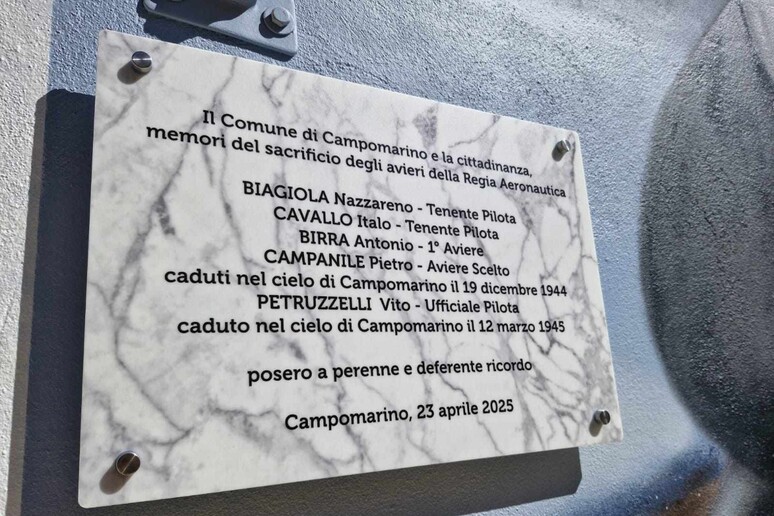 Il Comune di Campomarino e la cittadinanza,
memori del sacrificio degli avieri della Regia Aeronautica
BIAGIOLA Nazzareno - Tenente Pilota
CAVALLO Italo - Tenente Pilota
BIRRA Antonio - 1° Aviere
CAMPANILE Pietro - Aviere Scelto
caduti nel cielo di Campomarino il 19 dicembre 1944
PETRUZZELLI Vito - Ufficiale Pilota
caduto nel cielo di Campomarino il 12 marzo 1945
posero a perenne e deferente ricordo
Campomarino, 23 aprile 2025